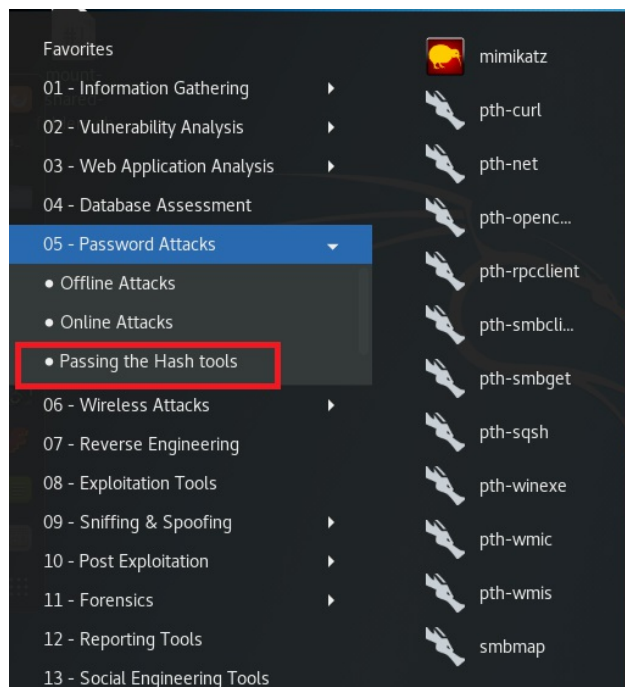 Favorites
01 - Information Gathering
02 - Vulnerability Analysis
03 - Web Application Analysis
04 - Database Assessment
05 - Password Attacks
• Offline Attacks
• Online Attacks
• Passing the Hash tools
06 - Wireless Attacks
07 - Reverse Engineering
08 - Exploitation Tools
09 - Sniffing & Spoofing
10 - Post Exploitation
11 - Forensics
12 - Reporting Tools
13 - Social Engineering Tools
mimikatz
pth-curl
pth-net
pth-openc...
pth-rpcclient
pth-smbcli...
pth-smbget
pth-sqsh
pth-winexe
pth-wmic
pth-wmis
smbmap